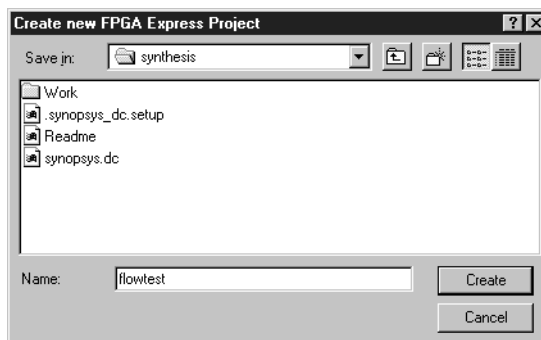 Create new FPGA Express Project
Save in: synthesis
Work
.synopsys_dc.setup
Readme
synopsys.dc
Name: flowtest Create
Cancel